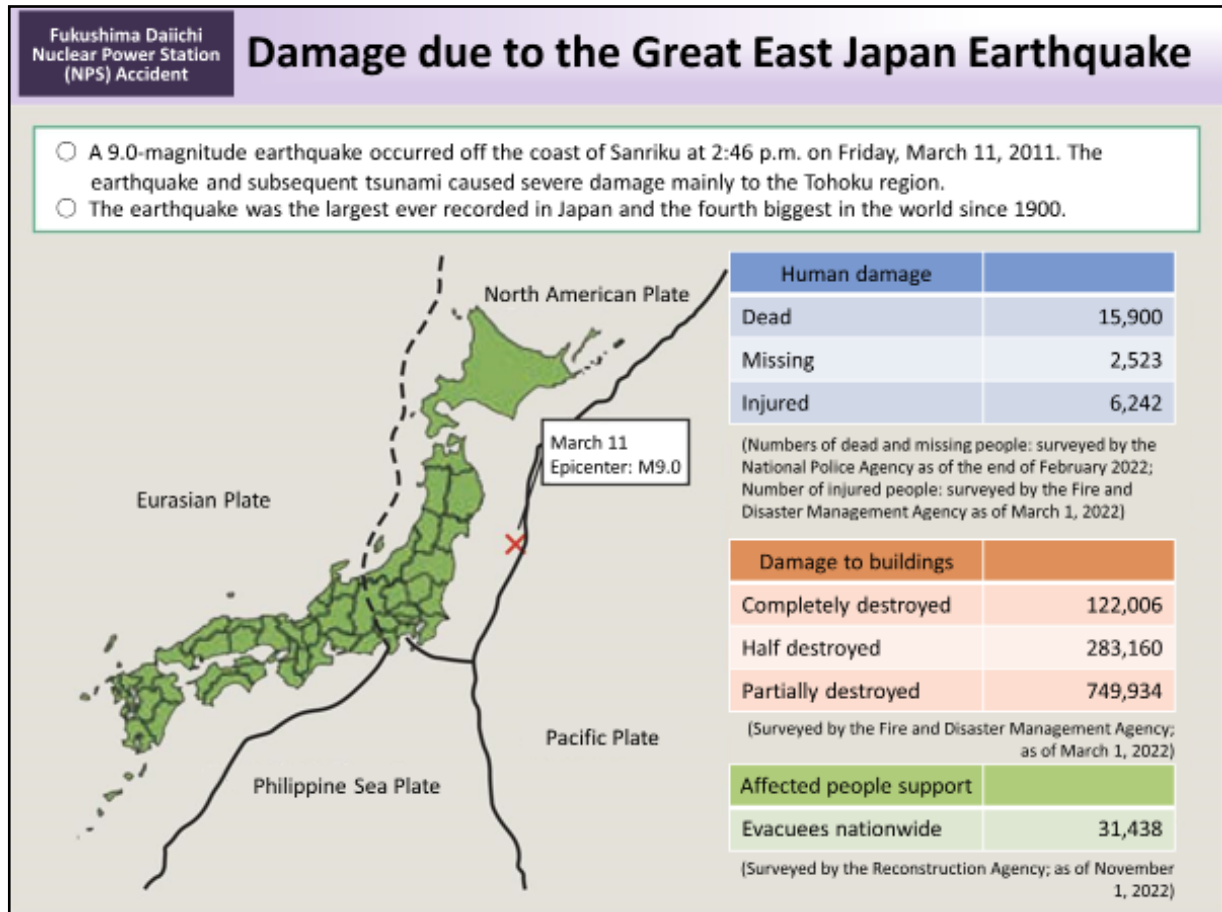 Fukushima Daiichi
Nuclear Power Station
(NPS) Accident
Damage due to the Great East Japan Earthquake
○ A 9.0-magnitude earthquake occurred off the coast of Sanriku at 2:46 p.m. on Friday, March 11, 2011. The
earthquake and subsequent tsunami caused severe damage mainly to the Tohoku region.
○ The earthquake was the largest ever recorded in Japan and the fourth biggest in the world since 1900.
North American Plate
March 11
Epicenter: M9.0
Eurasian Plate
Pacific Plate
Philippine Sea Plate
Human damage
Dead 15,900
Missing 2,523
Injured 6,242
(Numbers of dead and missing people: surveyed by the
National Police Agency as of the end of February 2022;
Number of injured people: surveyed by the Fire and
Disaster Management Agency as of March 1, 2022)
Damage to buildings
Completely destroyed 122,006
Half destroyed 283,160
Partially destroyed 749,934
(Surveyed by the Fire and Disaster Management Agency;
as of March 1, 2022)
Affected people support
Evacuees nationwide 31,438
(Surveyed by the Reconstruction Agency; as of November
1, 2022)